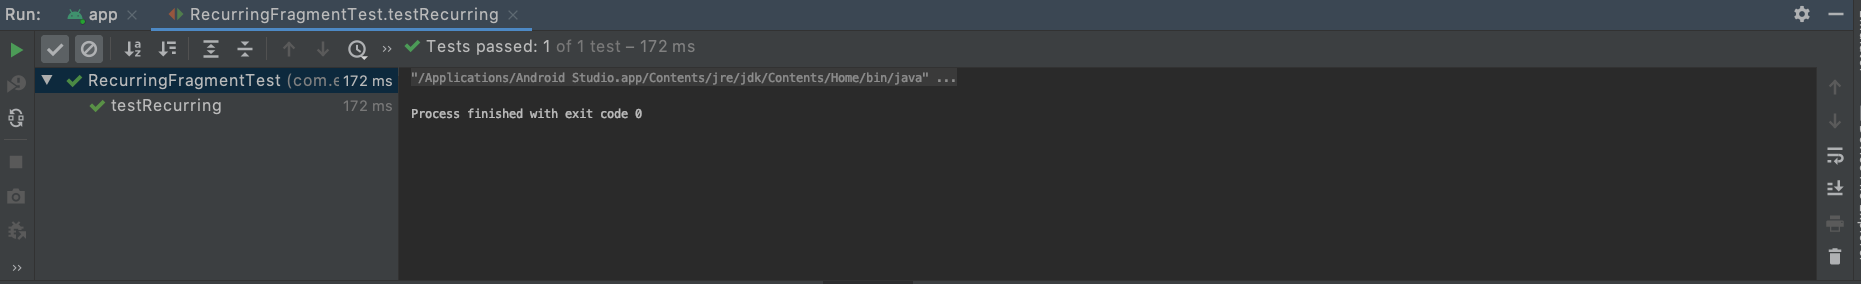 Run: app RecurringFragmentTest.testRecurring
Tests passed: 1 of 1 test – 172 ms
RecurringFragmentTest (com.e 172 ms
testRecurring 172 ms
"/Applications/Android Studio.app/Contents/jre/jdk/Contents/Home/bin/java" ...
Process finished with exit code 0